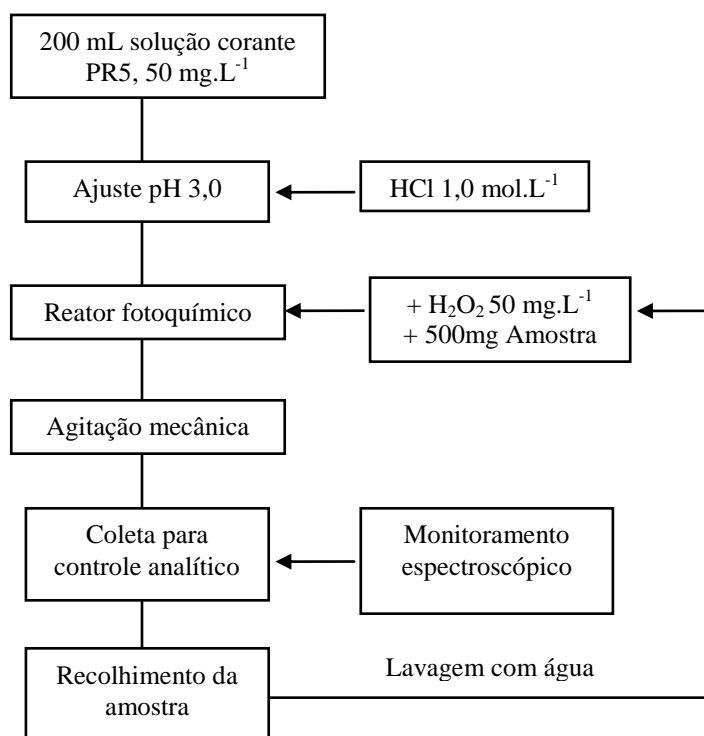 200 mL solução corante
PR5, 50 mg.L⁻¹
Ajuste pH 3,0
HCl 1,0 mol.L⁻¹
Reator fotoquímico
+ H₂O₂ 50 mg.L⁻¹
+ 500mg Amostra
Agitação mecânica
Coleta para
controle analítico
Monitoramento
espectroscópico
Recolhimento da
amostra
Lavagem com água